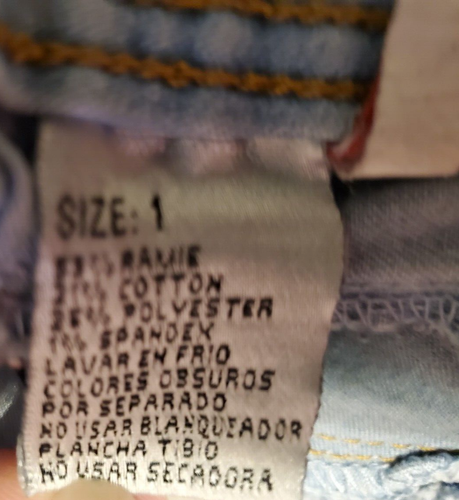 SIZE: 1
RAMIE
COTTON
POLYESTER
SPANDEX
LAVAR EN FRIO
COLORES OBSUROS
POR SEPARADO
NO USAR BLANQUEADOR
PLANCHA TIBIO
NO USAR SECADORA